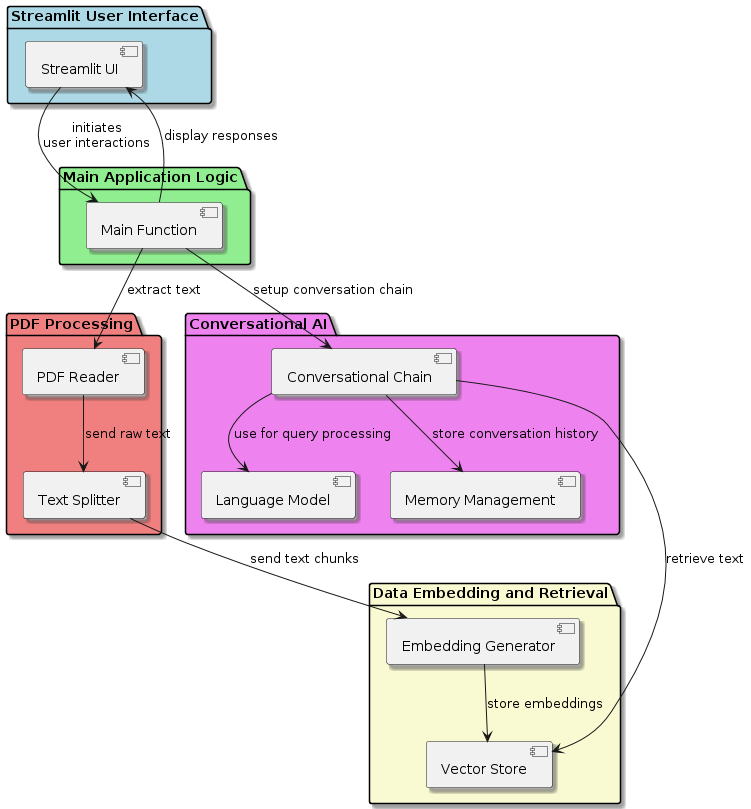 Streamlit User Interface
Streamlit UI
initiates
user interactions
display responses
Main Application Logic
Main Function
extract text
setup conversation chain
PDF Processing
Conversational AI
PDF Reader
Conversational Chain
send raw text
use for query processing
store conversation history
Text Splitter
Language Model
Memory Management
send text chunks
retrieve text
Data Embedding and Retrieval
Embedding Generator
store embeddings
Vector Store